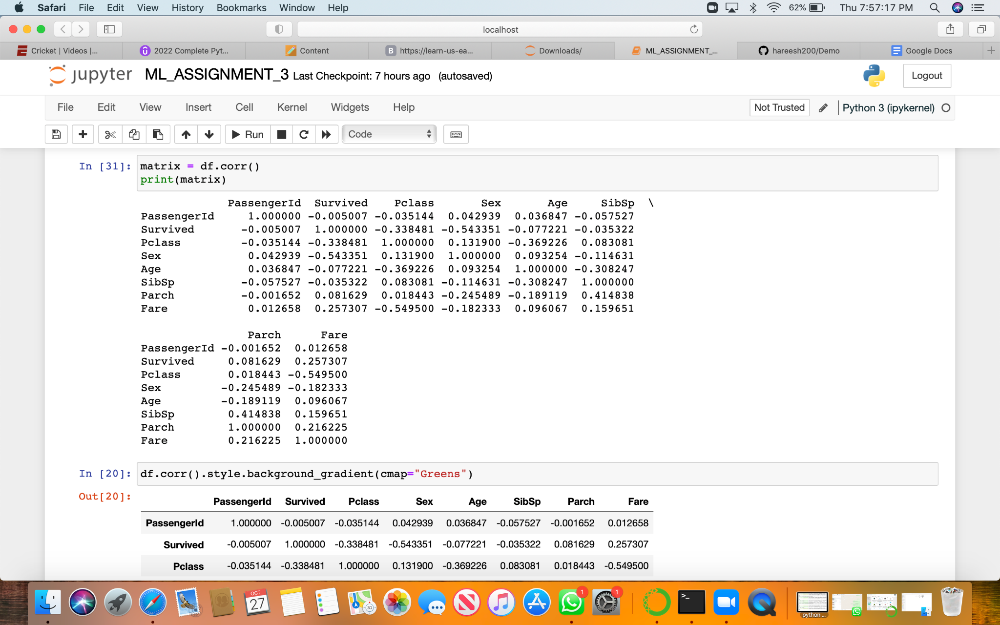 Safari File Edit View History Bookmarks Window Help 62% Thu 7:57:17 PM
localhost
Cricket | Videos |... 2022 Complete Pyt... Content B https://learn-us-ea... Downloads/ ML_ASSIGNMENT_... hareesh200/Demo Google Docs
jupyter ML_ASSIGNMENT_3 Last Checkpoint: 7 hours ago (autosaved) Logout
File Edit View Insert Cell Kernel Widgets Help Not Trusted Python 3 (ipykernel)
Run Code
In [31]: matrix = df.corr()
print(matrix)
PassengerId Survived Pclass Sex Age SibSp \
PassengerId 1.000000 -0.005007 -0.035144 0.042939 0.036847 -0.057527
Survived -0.005007 1.000000 -0.338481 -0.543351 -0.077221 -0.035322
Pclass -0.035144 -0.338481 1.000000 0.131900 -0.369226 0.083081
Sex 0.042939 -0.543351 0.131900 1.000000 0.093254 -0.114631
Age 0.036847 -0.077221 -0.369226 0.093254 1.000000 -0.308247
SibSp -0.057527 -0.035322 0.083081 -0.114631 -0.308247 1.000000
Parch -0.001652 0.081629 0.018443 -0.245489 -0.189119 0.414838
Fare 0.012658 0.257307 -0.549500 -0.182333 0.096067 0.159651
Parch Fare
PassengerId -0.001652 0.012658
Survived 0.081629 0.257307
Pclass 0.018443 -0.549500
Sex -0.245489 -0.182333
Age -0.189119 0.096067
SibSp 0.414838 0.159651
Parch 1.000000 0.216225
Fare 0.216225 1.000000
In [20]: df.corr().style.background_gradient(cmap="Greens")
Out[20]:
PassengerId Survived Pclass Sex Age SibSp Parch Fare
PassengerId 1.000000 -0.005007 -0.035144 0.042939 0.036847 -0.057527 -0.001652 0.012658
Survived -0.005007 1.000000 -0.338481 -0.543351 -0.077221 -0.035322 0.081629 0.257307
Pclass -0.035144 -0.338481 1.000000 0.131900 -0.369226 0.083081 0.018443 -0.549500
OCT
27
3D
1
1
>_
python ...